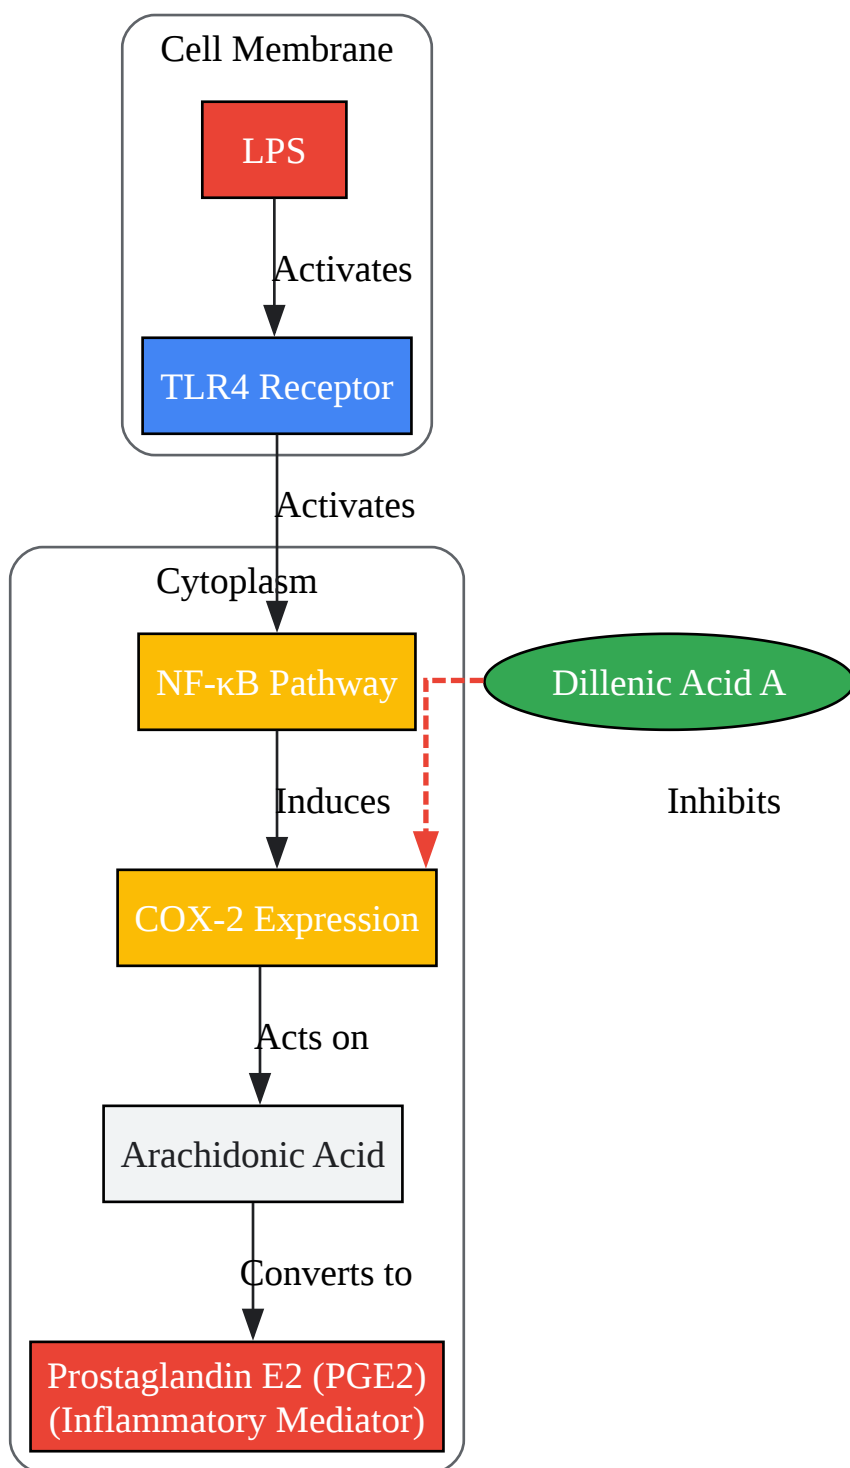 Cell Membrane
LPS
Activates
TLR4 Receptor
Activates
Cytoplasm
NF-κB Pathway
Dillenic Acid A
Induces
Inhibits
COX-2 Expression
Acts on
Arachidonic Acid
Converts to
Prostaglandin E2 (PGE2)
(Inflammatory Mediator)